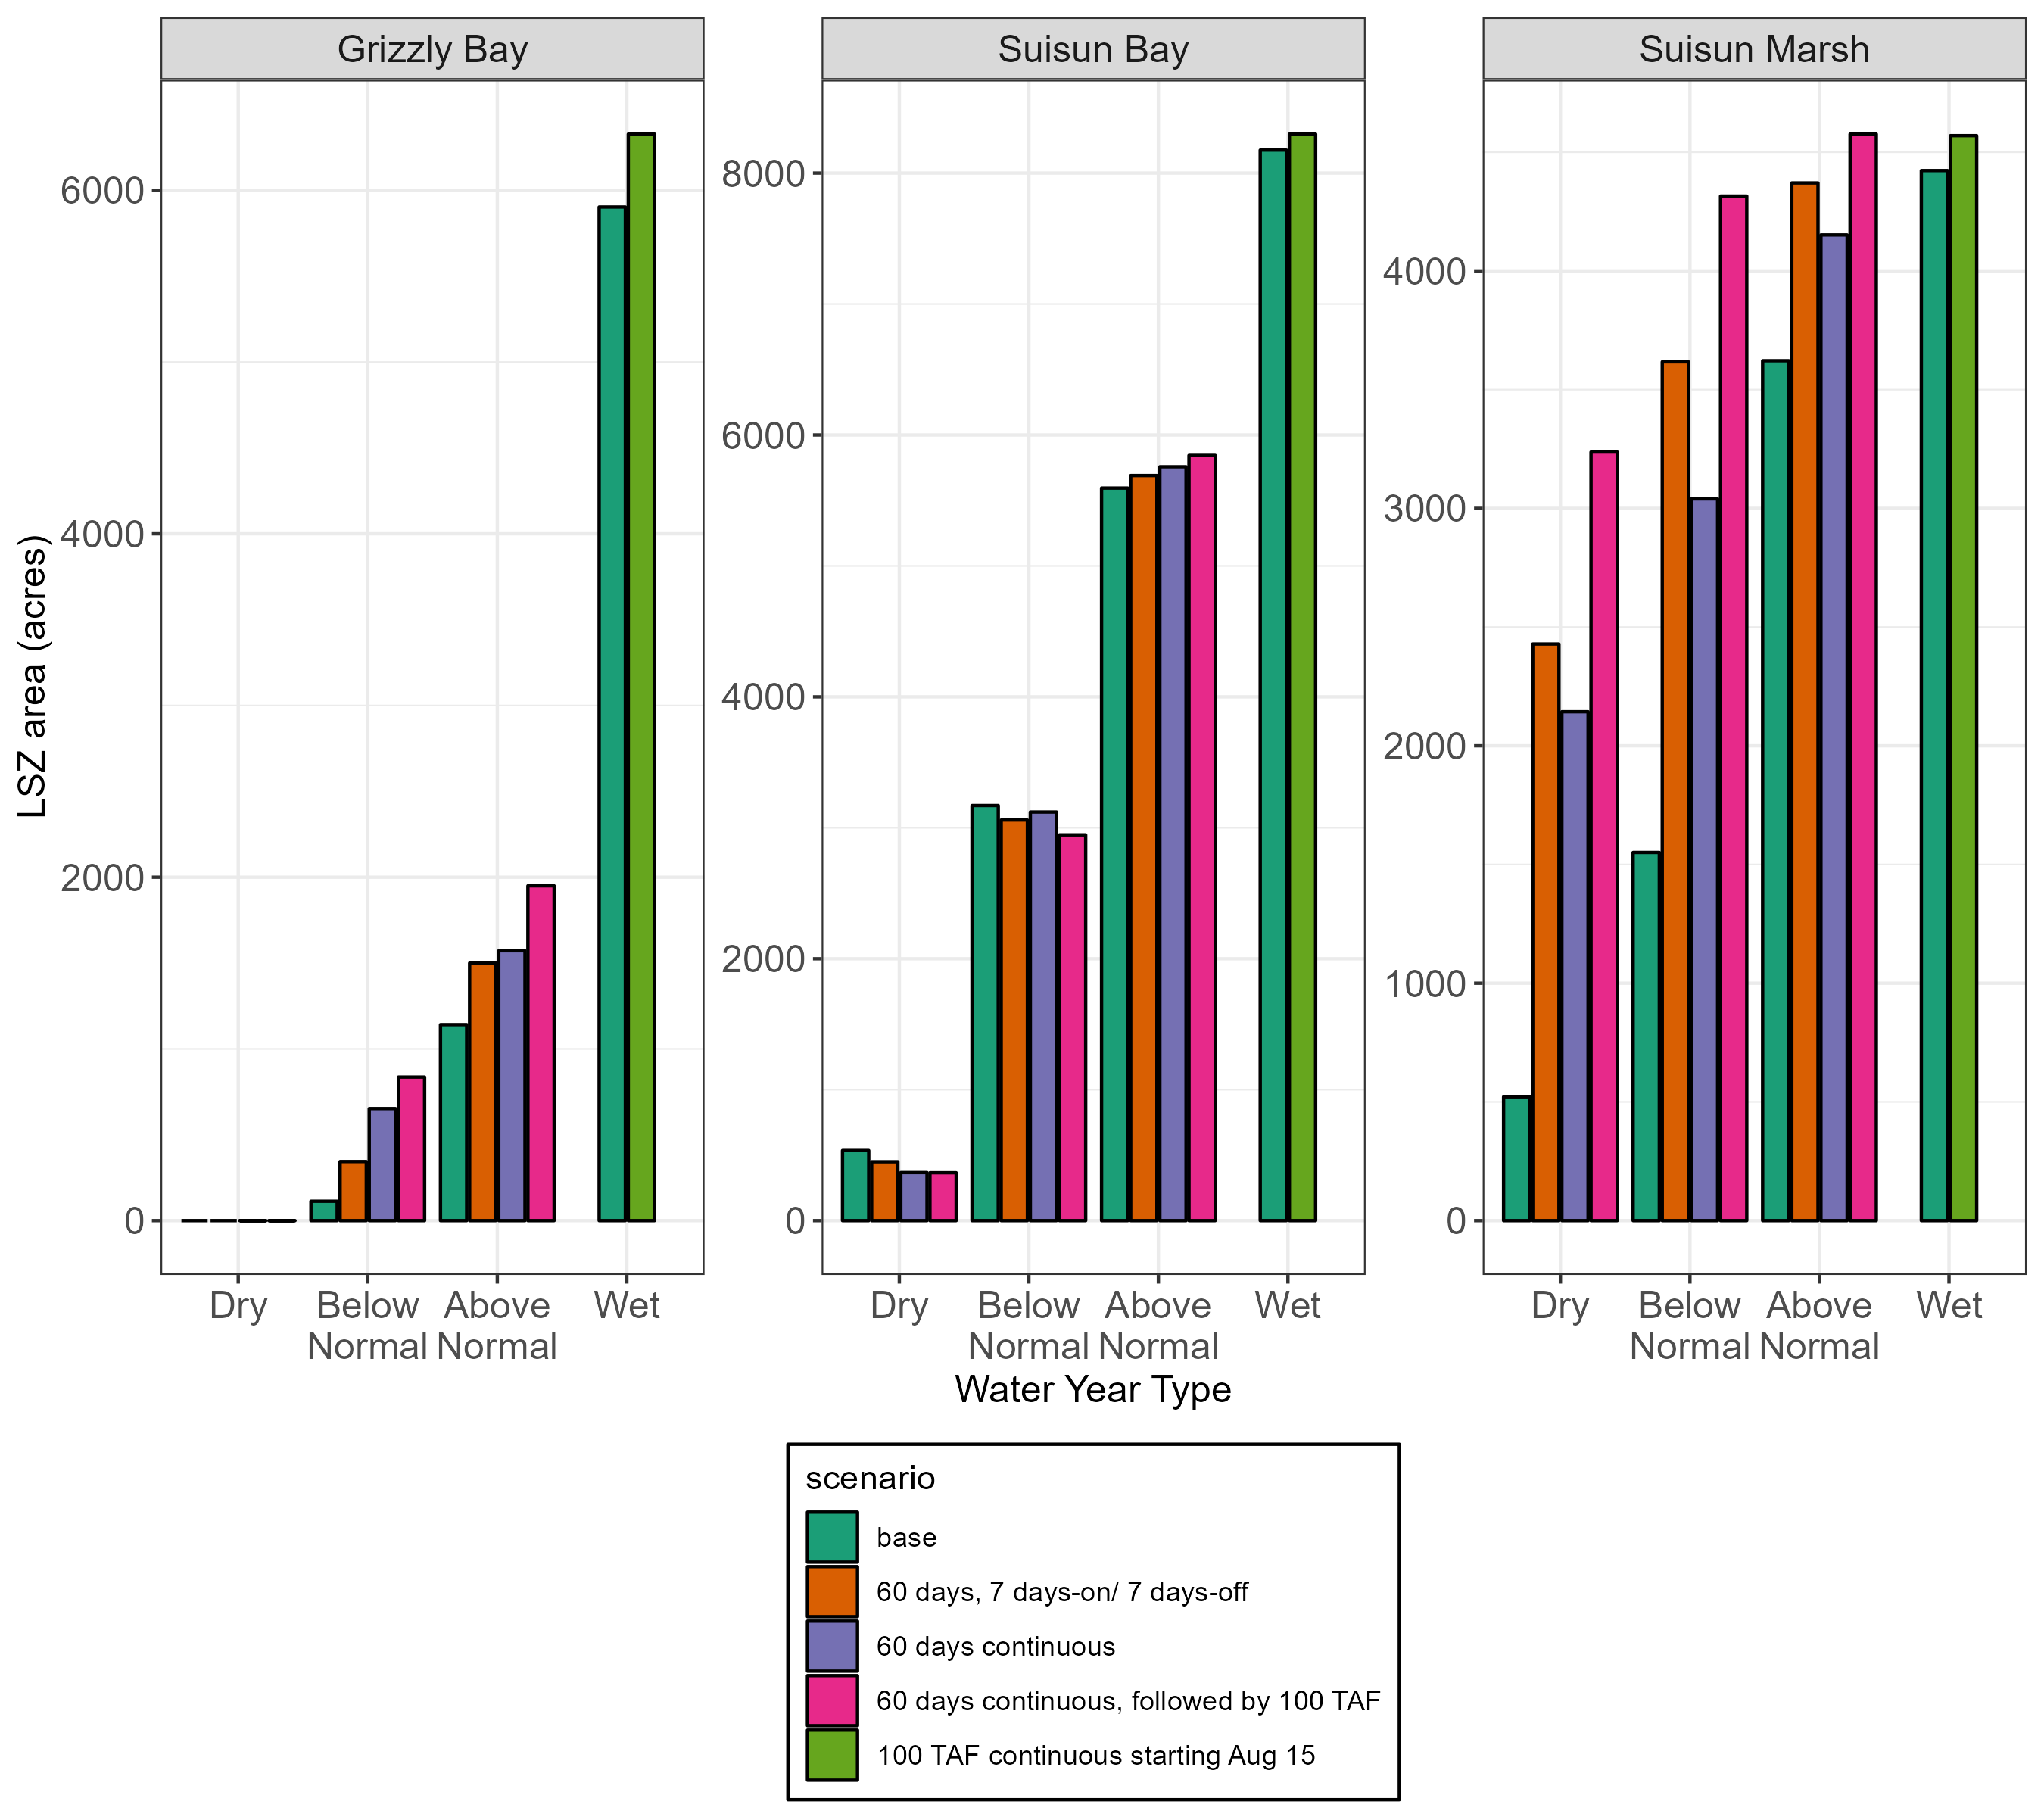 Grizzly Bay
Suisun Bay
Suisun Marsh
LSZ area (acres)
6000
4000
2000
0
8000
6000
4000
2000
0
4000
3000
2000
1000
0
Dry
Below
Normal
Above
Normal
Wet
Dry
Below
Normal
Above
Normal
Wet
Dry
Below
Normal
Above
Normal
Wet
Water Year Type
scenario
base
60 days, 7 days-on/ 7 days-off
60 days continuous
60 days continuous, followed by 100 TAF
100 TAF continuous starting Aug 15